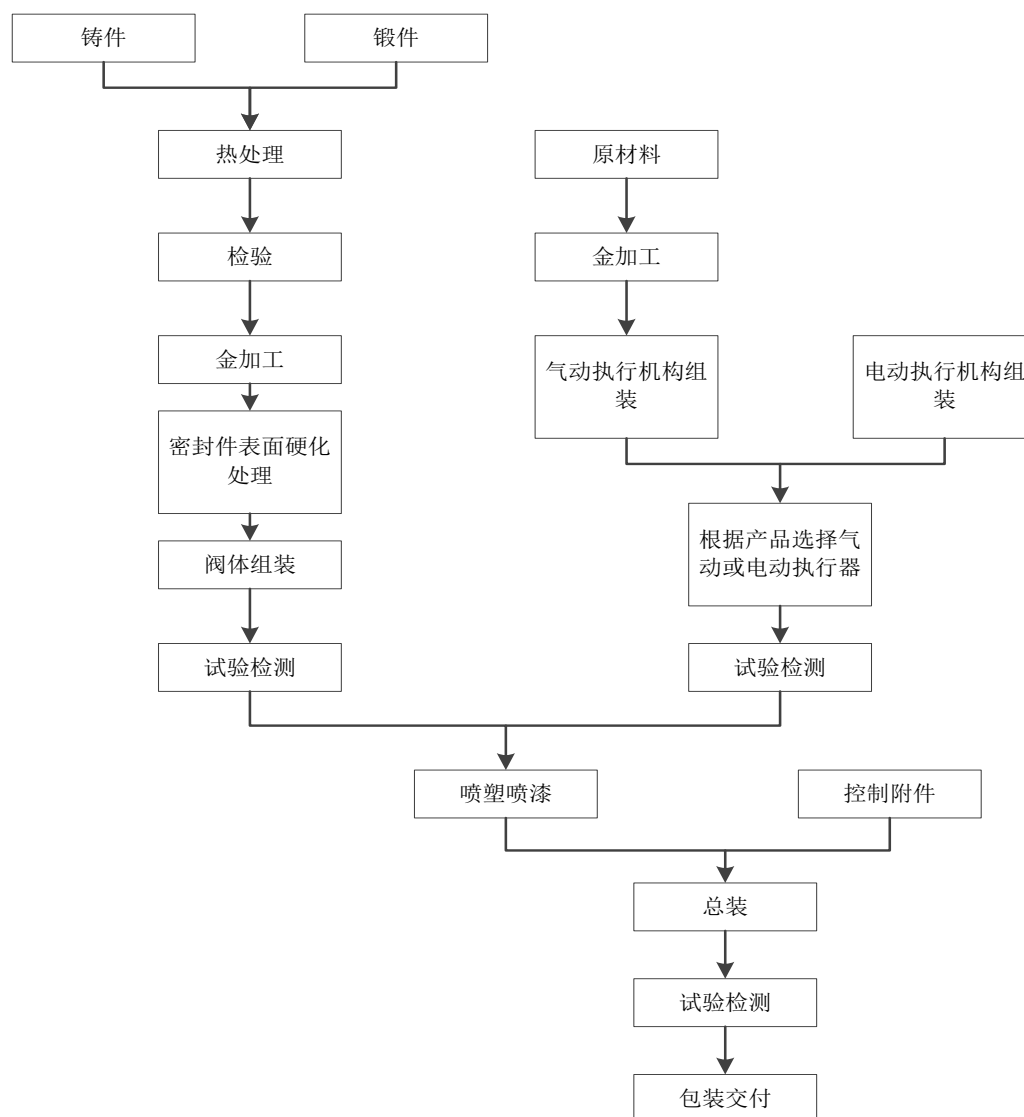 铸件
锻件
热处理
原材料
检验
金加工
金加工
气动执行机构组
装
电动执行机构组
装
密封件表面硬化
处理
根据产品选择气
动或电动执行器
阀体组装
试验检测
试验检测
喷塑喷漆
控制附件
总装
试验检测
包装交付